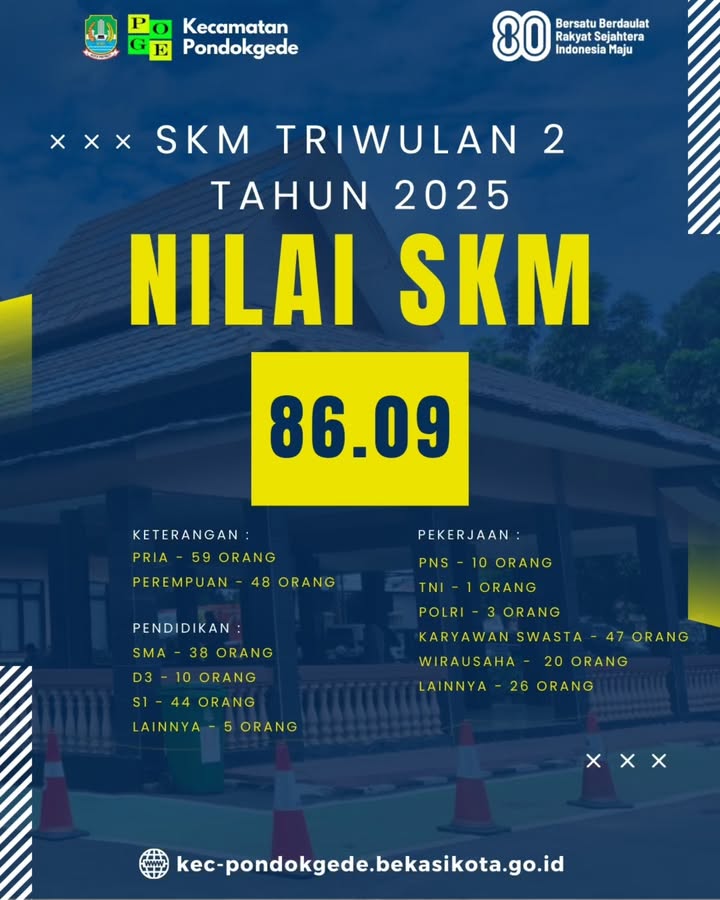 POGE
Kecamatan
Pondokgede
80
Bersatu Berdaulat
Rakyat Sejahtera
Indonesia Maju
SKM TRIWULAN 2
TAHUN 2025
NILAI SKM
86.09
KETERANGAN :
PRIA - 59 ORANG
PEREMPUAN - 48 ORANG
PENDIDIKAN :
SMA - 38 ORANG
D3 - 10 ORANG
S1 - 44 ORANG
LAINNYA - 5 ORANG
PEKERJAAN :
PNS - 10 ORANG
TNI - 1 ORANG
POLRI - 3 ORANG
KARYAWAN SWASTA - 47 ORANG
WIRAUSAHA - 20 ORANG
LAINNYA - 26 ORANG
kec-pondokgede.bekasikota.go.id